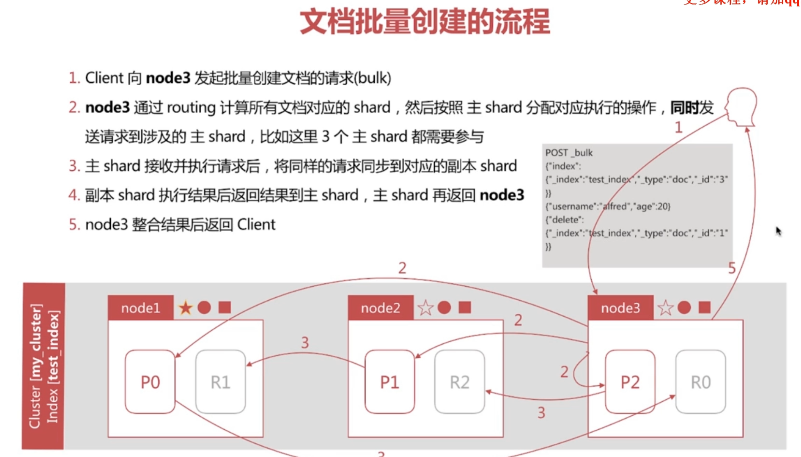 更多课程，请加qq
文档批量创建的流程
1. Client 向 node3 发起批量创建文档的请求(bulk)
2. node3 通过 routing 计算所有文档对应的 shard，然后按照 主 shard 分配对应执行的操作，同时发
送请求到涉及的 主 shard，比如这里 3 个 主 shard 都需要参与
3. 主 shard 接收并执行请求后，将同样的请求同步到对应的副本 shard
4. 副本 shard 执行结果后返回结果到主 shard，主 shard 再返回 node3
5. node3 整合结果后返回 Client
1
POST _bulk
{"index":
{"_index":"test_index","_type":"doc","_id":"3"
}}
{"username":"alfred","age":20}
{"delete":
{"_index":"test_index","_type":"doc","_id":"1"
}}
2
5
Cluster [my_cluster]
Index [test_index]
node1
node2
node3
3
2
2
P0
R1
P1
R2
P2
R0
3
3